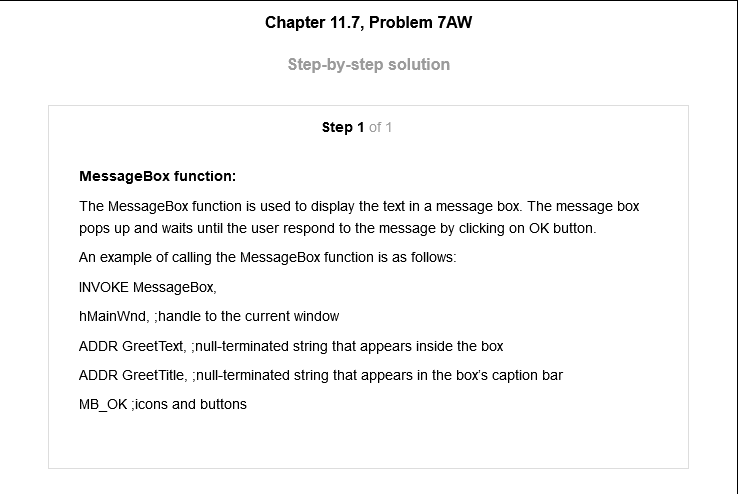 Chapter 11.7, Problem 7AW
Step-by-step solution
Step 1 of 1
MessageBox function:
The MessageBox function is used to display the text in a message box. The message box
pops up and waits until the user respond to the message by clicking on OK button.
An example of calling the MessageBox function is as follows:
INVOKE MessageBox,
hMainWnd, ;handle to the current window
ADDR GreetText, ;null-terminated string that appears inside the box
ADDR GreetTitle, ;null-terminated string that appears in the box's caption bar
MB_OK ;icons and buttons